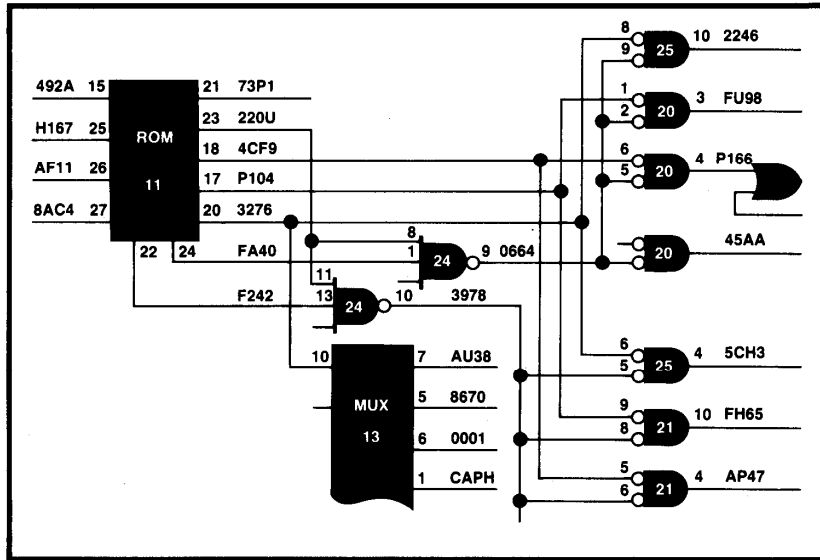 8
10 2246
9
25
492A 15
21 73P1
1
3 FU98
2
20
H167 25
23 220U
ROM
18 4CF9
6
4 P166
5
20
AF11 26
11
17 P104
8AC4 27
20 3276
8
22
24
FA40
1
24
9 0664
20
45AA
11
F242
13
24
10 3978
6
4 5CH3
5
25
10
7 AU38
MUX
5 8670
9
10 FH65
8
21
13
6 0001
1 CAPH
5
4 AP47
6
21